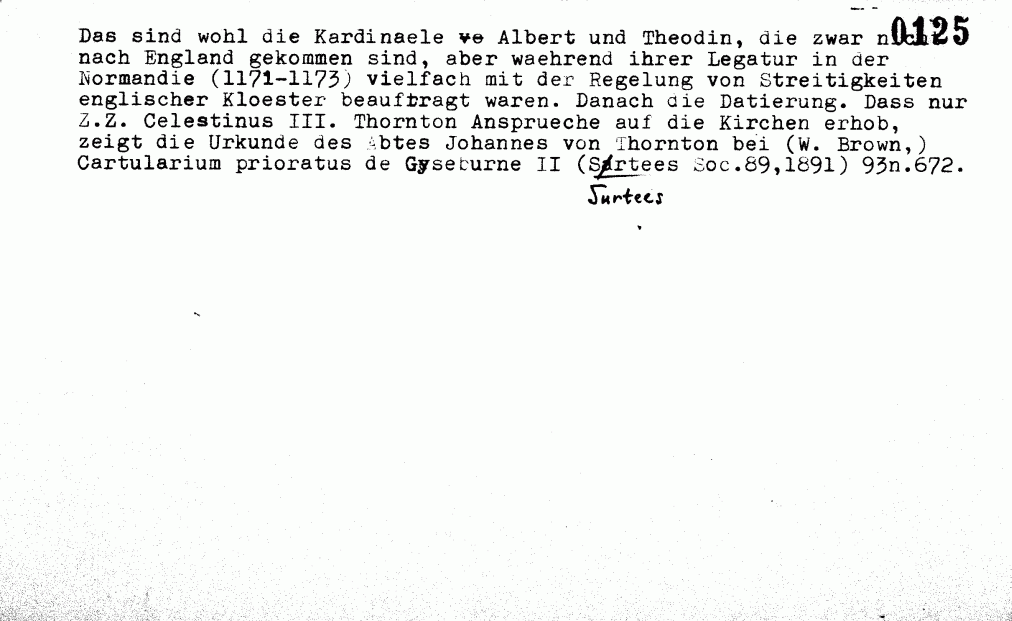 0125
Das sind wohl die Kardinaele ve Albert und Theodin, die zwar
nach England gekommen sind, aber waehrend ihrer Legatur in der
Normandie (1171-1173) vielfach mit der Regelung von Streitigkeiten
englischer Kloester beauftragt waren. Danach die Datierung. Dass nur
Z.Z. Celestinus III. Thornton Ansprueche auf die Kirchen erhob,
zeigt die Urkunde des Abtes Johannes von Thornton bei (W. Brown,)
Cartularium prioratus de Gyseburne II (Surtees Soc.89,1891) 93n.672.
Surtees